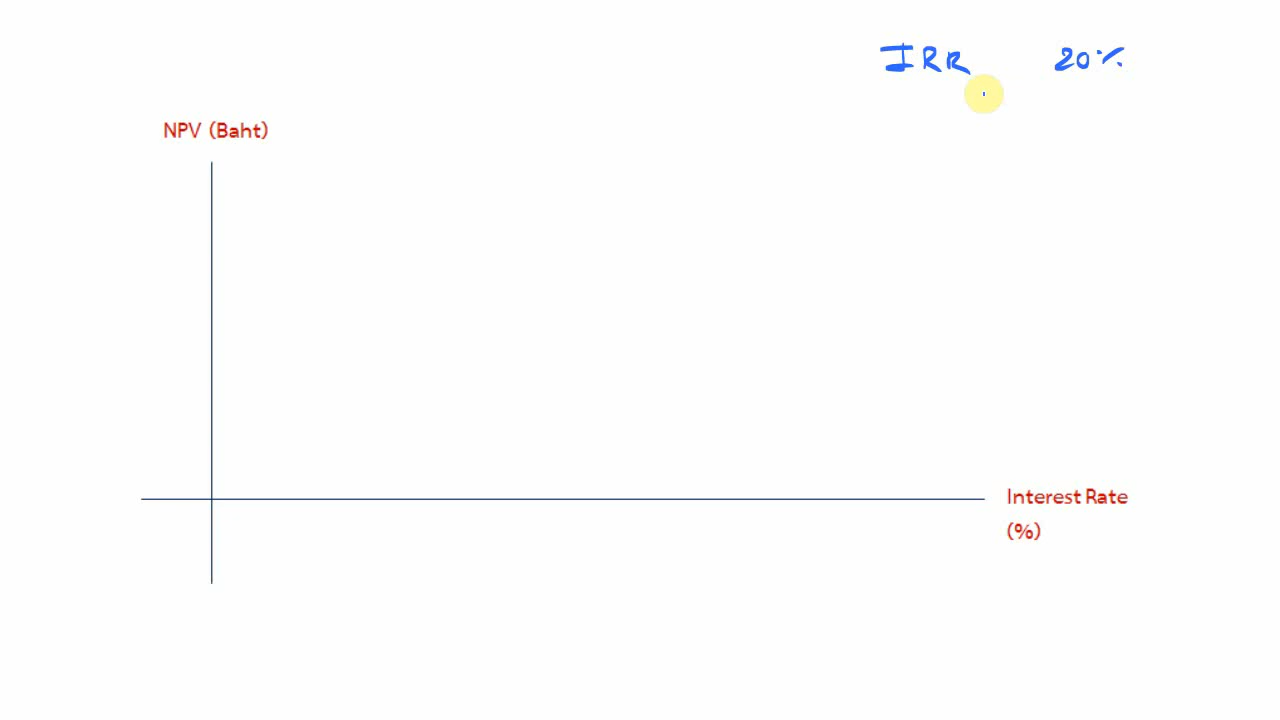 IRR 20%
NPV (Baht)
Interest Rate
(%)